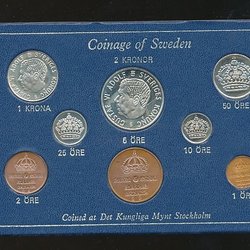 Coinage of Sweden
2 KRONOR
1 KRONA
50 ÖRE
25 ÖRE
6 ÖRE
10 ÖRE
2 ÖRE
1 ÖRE
Coined at Det Kungliga Mynt Stockholm